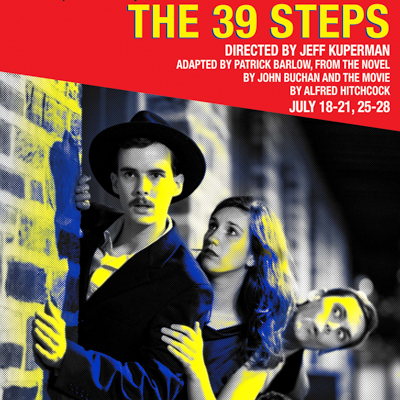 THE 39 STEPS
DIRECTED BY JEFF KUPERMAN
ADAPTED BY PATRICK BARLOW, FROM THE NOVEL
BY JOHN BUCHAN AND THE MOVIE
BY ALFRED HITCHCOCK
JULY 18-21, 25-28